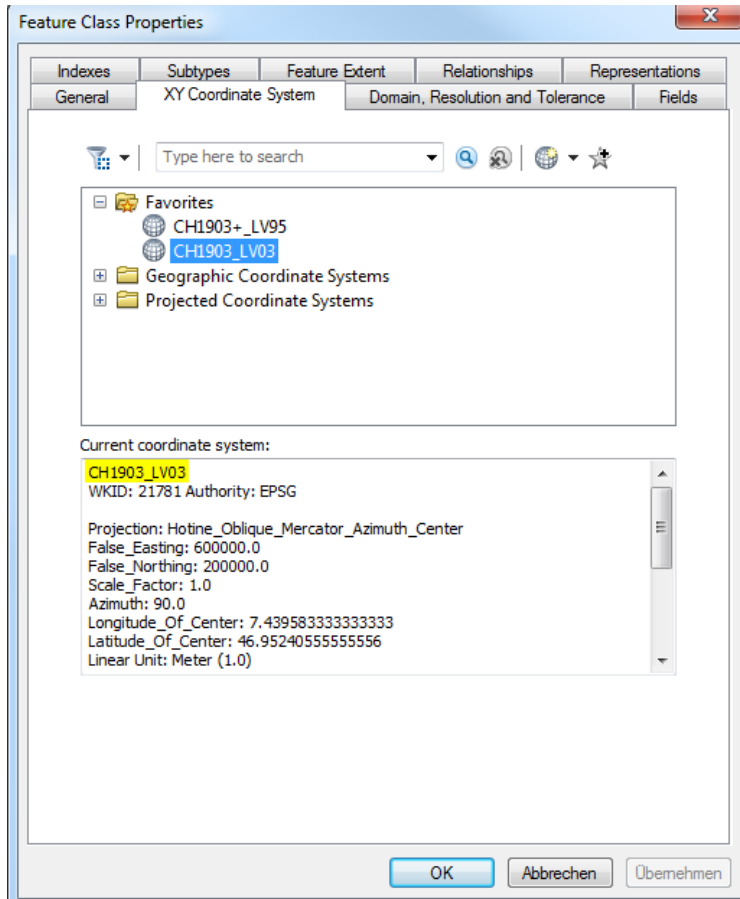 Feature Class Properties
Indexes Subtypes Feature Extent Relationships Representations
General XY Coordinate System Domain, Resolution and Tolerance Fields
Type here to search
Favorites
CH1903+_LV95
CH1903_LV03
Geographic Coordinate Systems
Projected Coordinate Systems
Current coordinate system:
CH1903_LV03
WKID: 21781 Authority: EPSG
Projection: Hotine_Oblique_Mercator_Azimuth_Center
False_Easting: 600000.0
False_Northing: 200000.0
Scale_Factor: 1.0
Azimuth: 90.0
Longitude_Of_Center: 7.439583333333333
Latitude_Of_Center: 46.95240555555556
Linear Unit: Meter (1.0)
OK Abbrechen Übernehmen